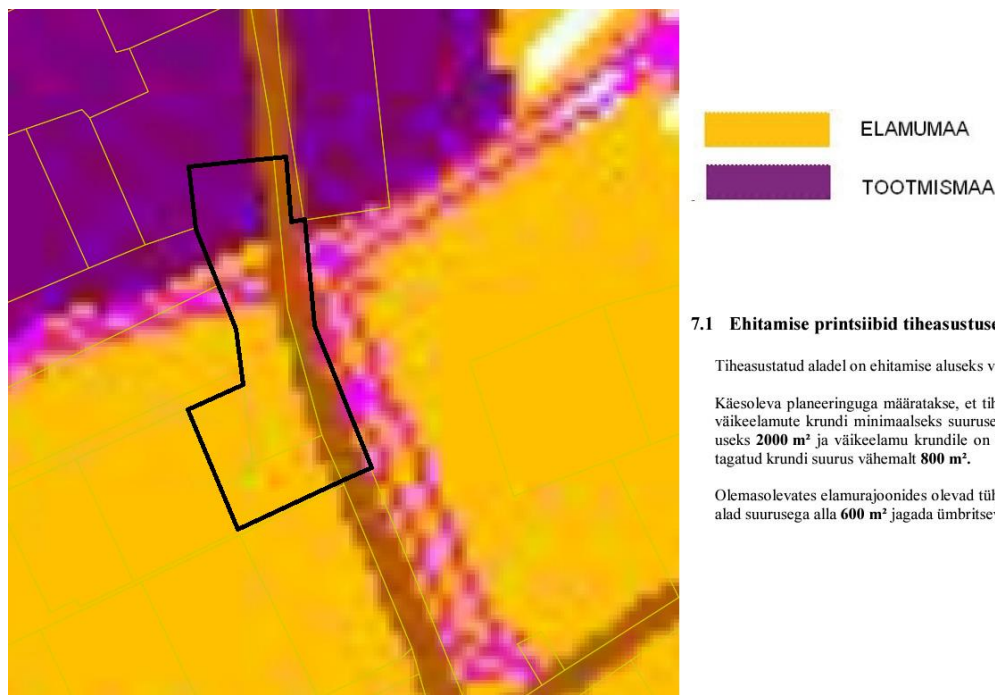 ELAMUMAA
TOOTMISMAA
7.1 Ehitamise printsiibid tiheasustuse
Tiheasustatud aladel on ehitamise aluseks v
Käesoleva planeeringuga määratakse, et tih
väikeelamute krundi minimaalseks suuruse
useks 2000 m² ja väikeelamu krundile on
tagatud krundi suurus vähemalt 800 m².
Olemasolevates elamurajoonides olevad tüh
alad suurusega alla 600 m² jagada ümbritsev